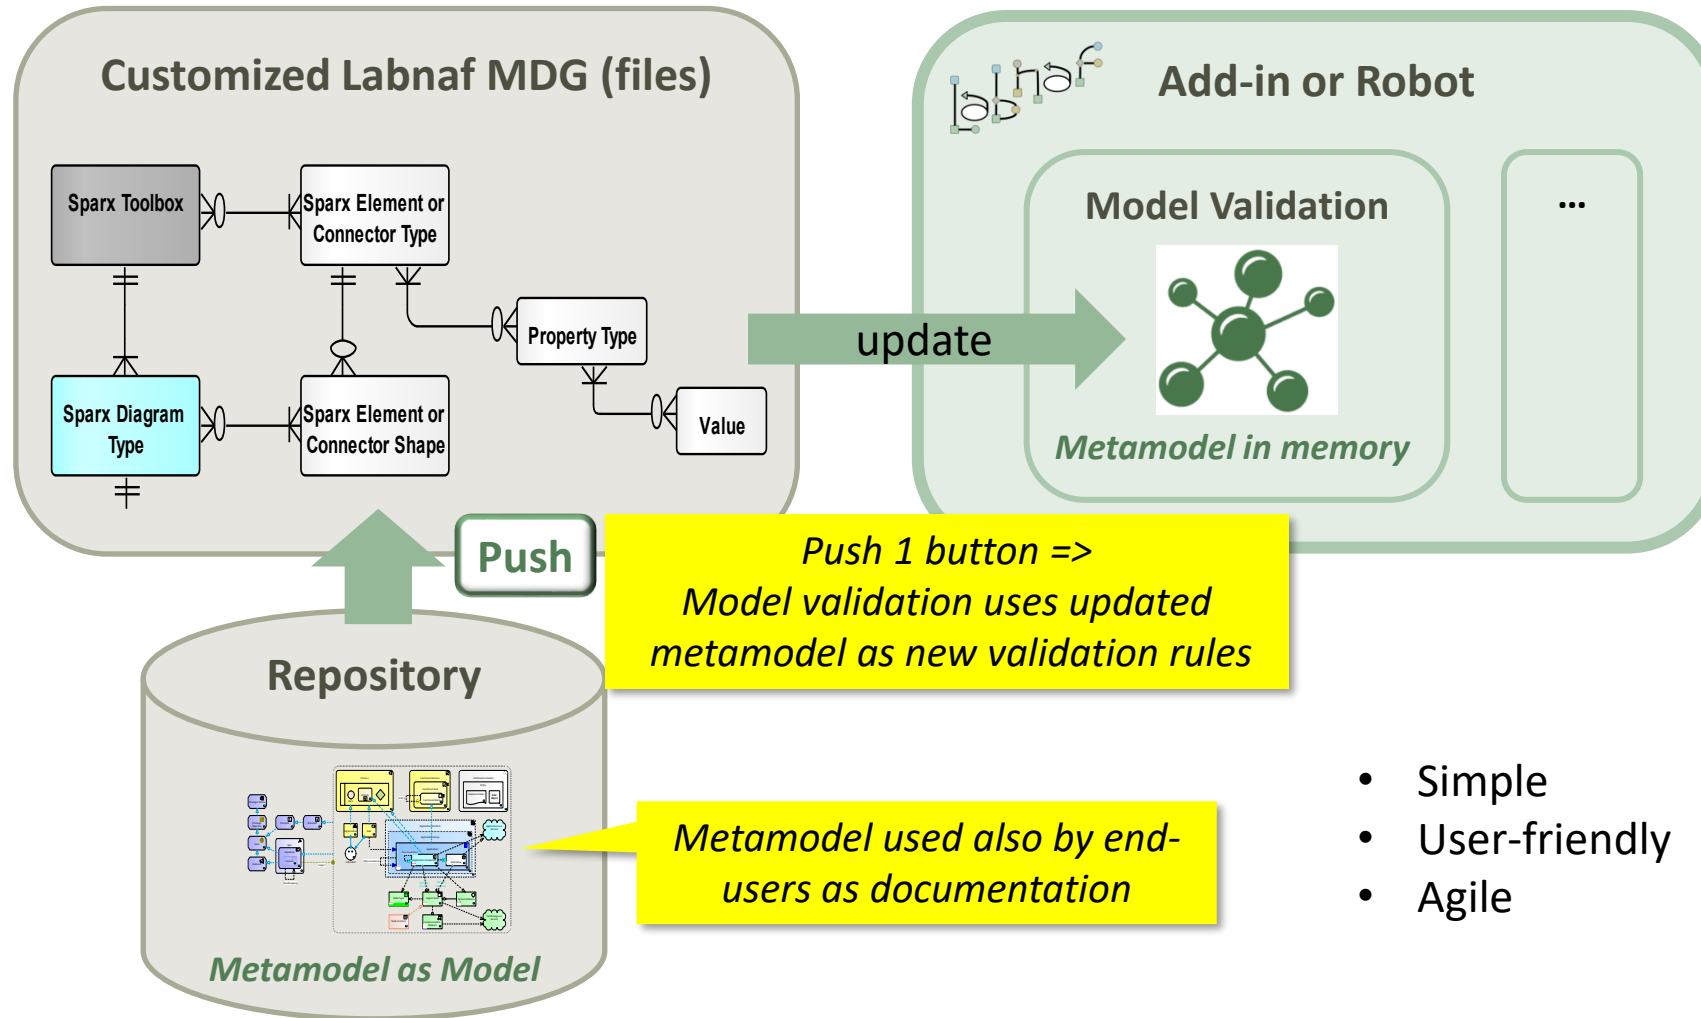 Customized Labnaf MDG (files)
Sparx Toolbox
Sparx Element or
Connector Type
Property Type
Value
Sparx Diagram
Type
Sparx Element or
Connector Shape
labnaf
Add-in or Robot
Model Validation
Metamodel in memory
...
update
Push
Push 1 button =>
Model validation uses updated
metamodel as new validation rules
Repository
Metamodel as Model
Metamodel used also by end-
users as documentation
• Simple
• User-friendly
• Agile